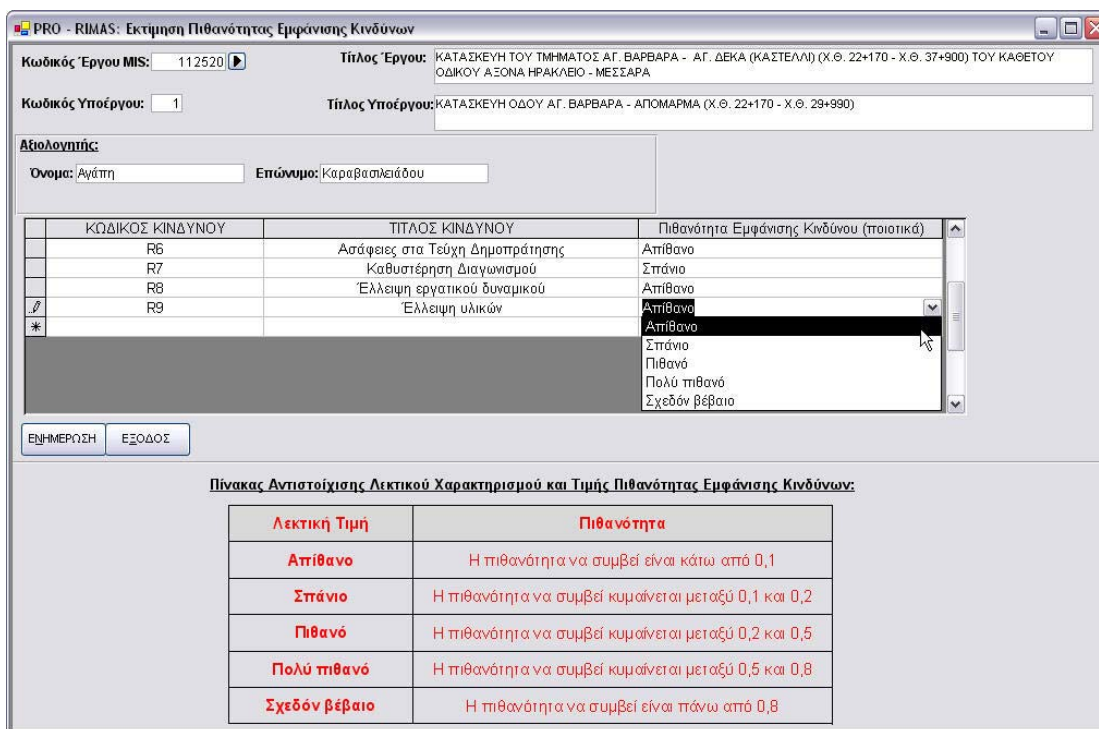 PRO - RIMAS: Εκτίμηση Πιθανότητας Εμφάνισης Κινδύνων
Κωδικός Έργου MIS: 112520
Τίτλος Έργου: ΚΑΤΑΣΚΕΥΗ ΤΟΥ ΤΜΗΜΑΤΟΣ ΑΓ. ΒΑΡΒΑΡΑ - ΑΓ. ΔΕΚΑ (ΚΑΣΤΕΛΛΙ) (Χ.Θ. 22+170 - Χ.Θ. 37+900) ΤΟΥ ΚΑΘΕΤΟΥ
ΟΔΙΚΟΥ ΑΞΟΝΑ ΗΡΑΚΛΕΙΟ - ΜΕΣΣΑΡΑ
Κωδικός Υποέργου: 1
Τίτλος Υποέργου: ΚΑΤΑΣΚΕΥΗ ΟΔΟΥ ΑΓ. ΒΑΡΒΑΡΑ - ΑΠΟΜΑΡΜΑ (Χ.Θ. 22+170 - Χ.Θ. 29+990)
Αξιολογητής:
Όνομα: Αγάπη Επώνυμο: Καραβασιλειάδου
ΚΩΔΙΚΟΣ ΚΙΝΔΥΝΟΥ ΤΙΤΛΟΣ ΚΙΝΔΥΝΟΥ Πιθανότητα Εμφάνισης Κινδύνου (ποιοτικά)
R6 Ασάφειες στα Τεύχη Δημοπράτησης Απίθανο
R7 Καθυστέρηση Διαγωνισμού Σπάνιο
R8 Έλλειψη εργατικού δυναμικού Απίθανο
R9 Έλλειψη υλικών Απίθανο
Απίθανο
Σπάνιο
Πιθανό
Πολύ πιθανό
Σχεδόν βέβαιο
ΕΝΗΜΕΡΩΣΗ ΕΞΟΔΟΣ
Πίνακας Αντιστοίχισης Λεκτικού Χαρακτηρισμού και Τιμής Πιθανότητας Εμφάνισης Κινδύνων:
Λεκτική Τιμή Πιθανότητα
Απίθανο Η πιθανότητα να συμβεί είναι κάτω από 0,1
Σπάνιο Η πιθανότητα να συμβεί κυμαίνεται μεταξύ 0,1 και 0,2
Πιθανό Η πιθανότητα να συμβεί κυμαίνεται μεταξύ 0,2 και 0,5
Πολύ πιθανό Η πιθανότητα να συμβεί κυμαίνεται μεταξύ 0,5 και 0,8
Σχεδόν βέβαιο Η πιθανότητα να συμβεί είναι πάνω από 0,8